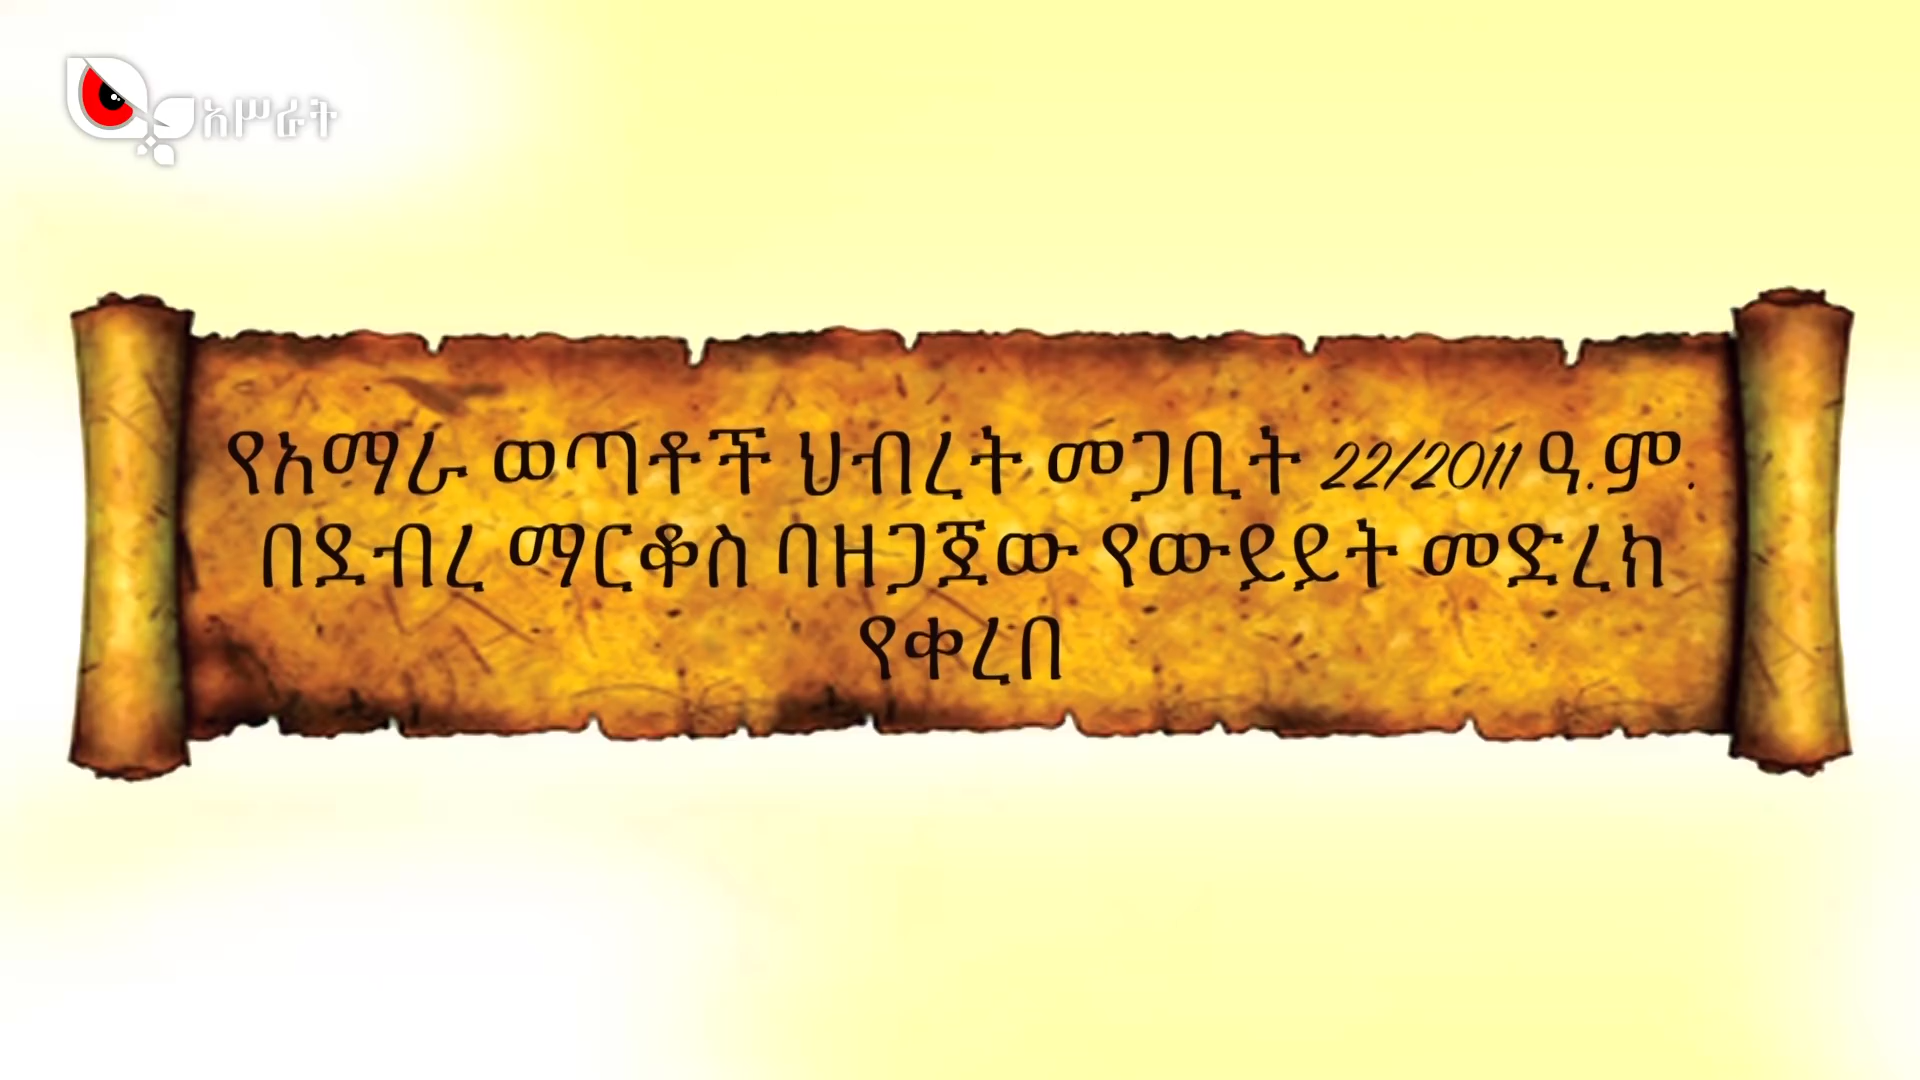 አሥራት
የአማራ ወጣቶች ህብረት መጋቢት 22/2011 ዓ.ም.
በደብረ ማርቆስ ባዘጋጀው የውይይት መድረክ
የቀረበ